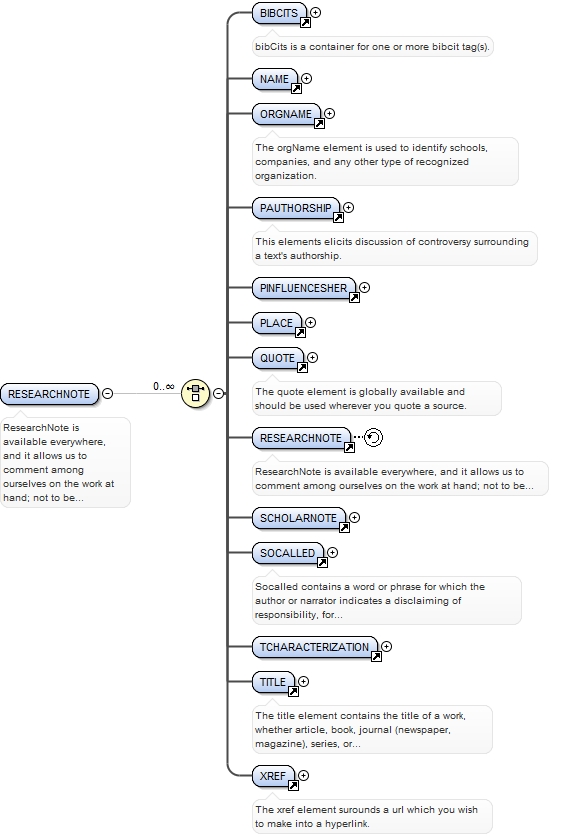 BIBCITS
bibCits is a container for one or more bibcit tag(s).
NAME
ORGNAME
The orgName element is used to identify schools,
companies, and any other type of recognized
organization.
PAUTHORSHIP
This elements elicits discussion of controversy surrounding
a text's authorship.
PINFLUENCESHER
PLACE
QUOTE
The quote element is globally available and
should be used wherever you quote a source.
RESEARCHNOTE
0..∞
ResearchNote is
available everywhere,
and it allows us to
comment among
ourselves on the work at
hand; not to be...
RESEARCHNOTE
ResearchNote is available everywhere, and it allows us to
comment among ourselves on the work at hand; not to be...
SCHOLARNOTE
SOCALLED
Socalled contains a word or phrase for which the
author or narrator indicates a disclaiming of
responsibility, for...
TCHARACTERIZATION
TITLE
The title element contains the title of a work,
whether article, book, journal (newspaper,
magazine), series, or...
XREF
The xref element surounds a url which you wish
to make into a hyperlink.